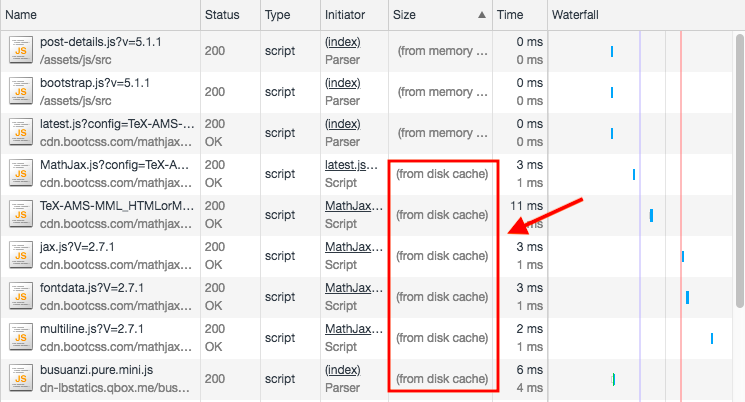 Name Status Type Initiator Size ▲ Time Waterfall
JS post-details.js?v=5.1.1 200 script (index) (from memory ... 0 ms
/assets/js/src Parser 0 ms
JS bootstrap.js?v=5.1.1 200 script (index) (from memory ... 0 ms
/assets/js/src Parser 0 ms
JS latest.js?config=TeX-AMS-... 200 script (index) (from memory ... 0 ms
cdn.bootcss.com/mathjax... OK Parser 0 ms
JS MathJax.js?config=TeX-A... 200 script latest.js... (from disk cache) 3 ms
cdn.bootcss.com/mathjax... OK Script 1 ms
JS TeX-AMS-MML_HTMLorM... 200 script MathJax... (from disk cache) 11 ms
cdn.bootcss.com/mathjax... OK Script 1 ms
JS jax.js?V=2.7.1 200 script MathJax... (from disk cache) 3 ms
cdn.bootcss.com/mathjax... OK Script 1 ms
JS fontdata.js?V=2.7.1 200 script MathJax... (from disk cache) 3 ms
cdn.bootcss.com/mathjax... OK Script 1 ms
JS multiline.js?V=2.7.1 200 script MathJax... (from disk cache) 2 ms
cdn.bootcss.com/mathjax... OK Script 1 ms
JS busuanzi.pure.mini.js 200 script (index) (from disk cache) 6 ms
dn-lbstatics.qbox.me/bus... Parser 4 ms